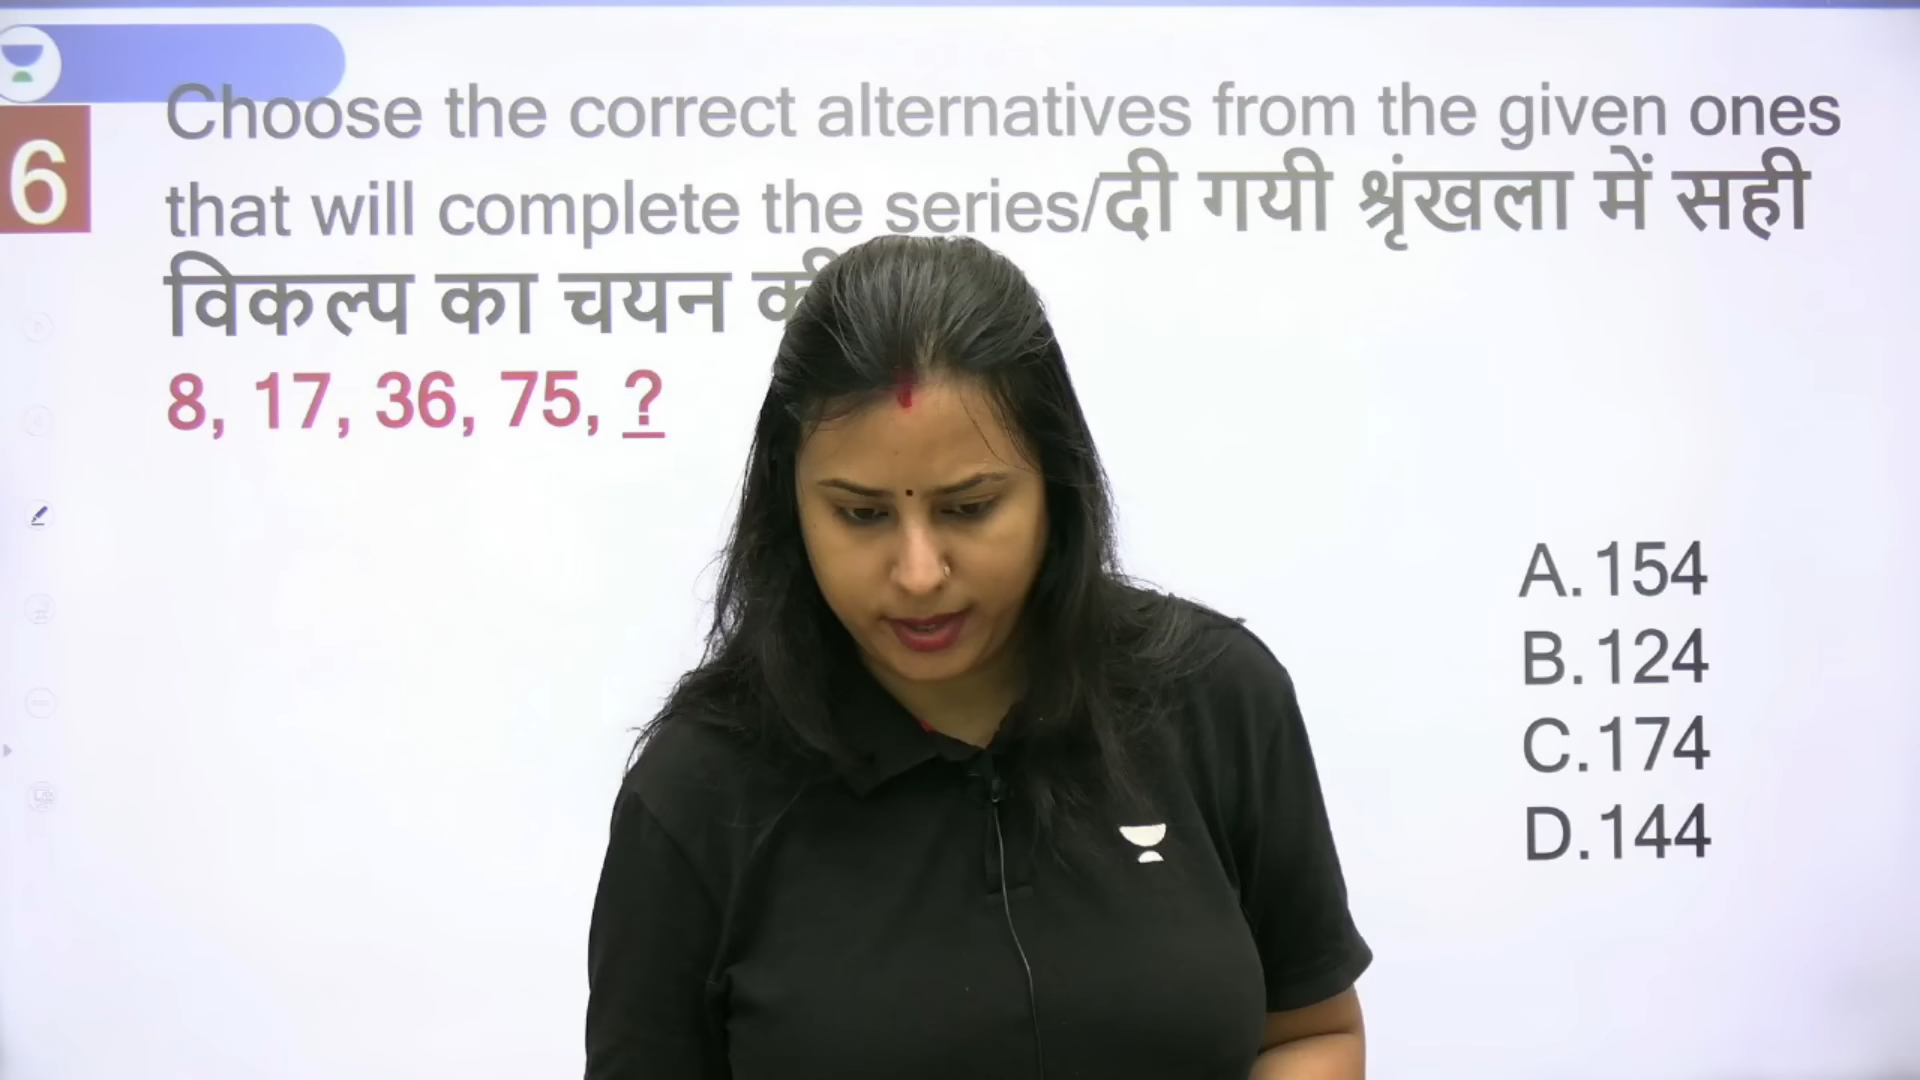 6
Choose the correct alternatives from the given ones
that will complete the series/दी गयी श्रृंखला में सही
विकल्प का चयन
8, 17, 36, 75, ?
A.154
B.124
C.174
D.144